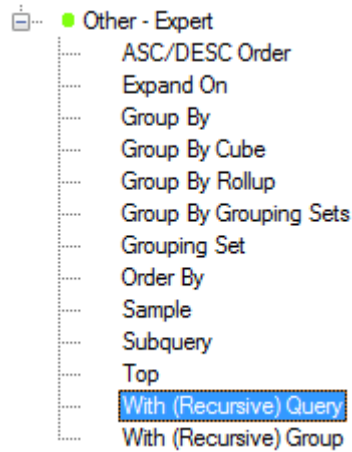 Other - Expert
ASC/DESC Order
Expand On
Group By
Group By Cube
Group By Rollup
Group By Grouping Sets
Grouping Set
Order By
Sample
Subquery
Top
With (Recursive) Query
With (Recursive) Group